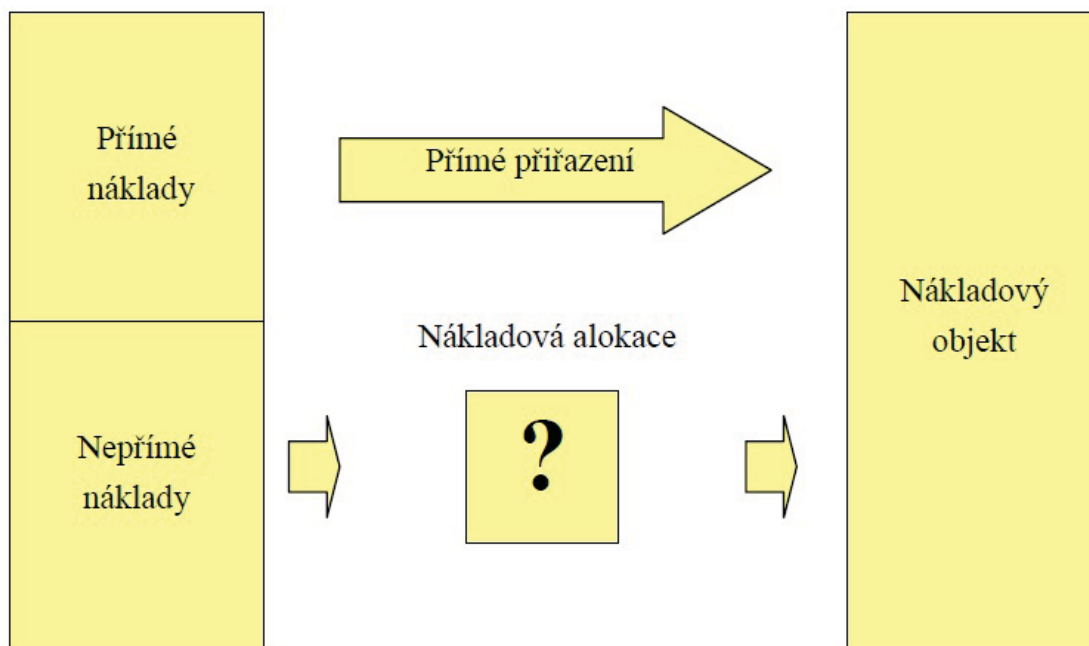 Přímé
náklady
Přímé přiřazení
Nákladový
objekt
Nákladová alokace
Nepřímé
náklady
?